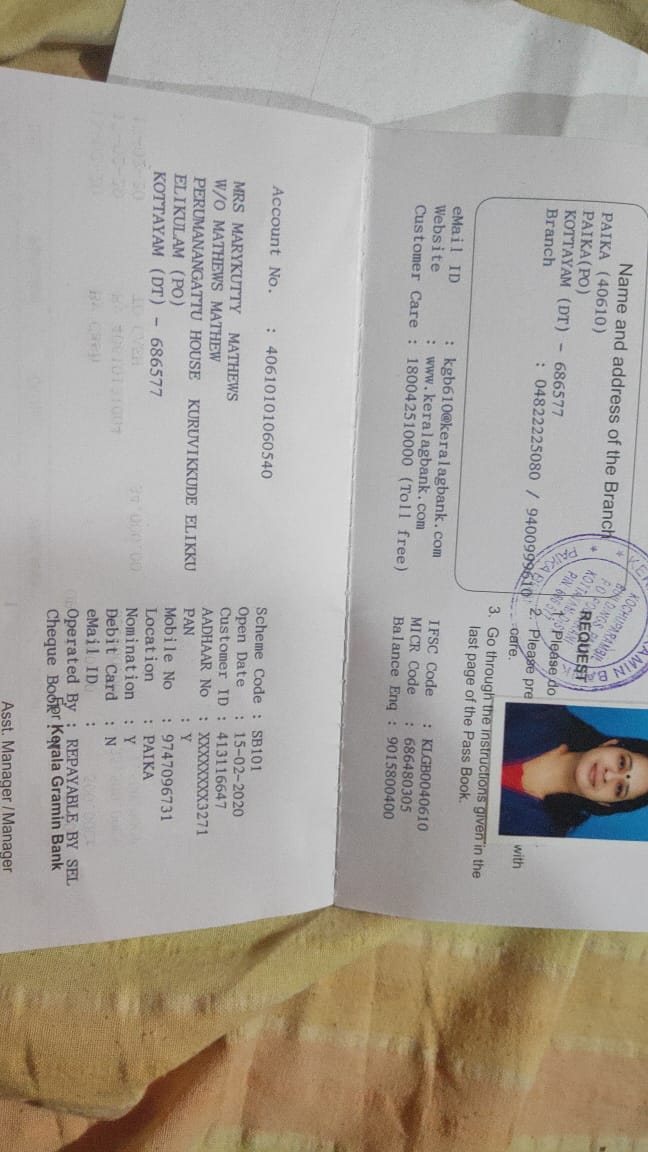 Name and address of the Branch
PAIKA (40610)
PAIKA(PO)
KOTTAYAM (DT) - 686577
Branch : 04822225080 / 9400999610
eMail ID : kgb610@keralagbank.com
Website : www.keralagbank.com
Customer Care : 180042510000 (Toll free)
REQUEST
1. Please do
2. Please pre with
care.
3. Go through the instructions given in the
last page of the Pass Book.
IFSC Code : KLGB0040610
MICR Code : 686480305
Balance Enq : 9015800400
Account No. : 40610101060540
MRS MARYKUTTY MATHEWS
W/O MATHEWS MATHEW
PERUMANANGATTU HOUSE KURUVIKKUDE ELIKKU
ELIKULAM (PO)
KOTTAYAM (DT) - 686577
Scheme Code : SB101
Open Date : 15-02-2020
Customer ID : 413116647
AADHAAR No : XXXXXXXX3271
PAN : Y
Mobile No : 9747096731
Location : PAIKA
Nomination : Y
Debit Card : N
eMail ID :
Operated By : REPAYABLE BY SEL
Cheque Book
For Kerala Gramin Bank
Asst. Manager / Manager